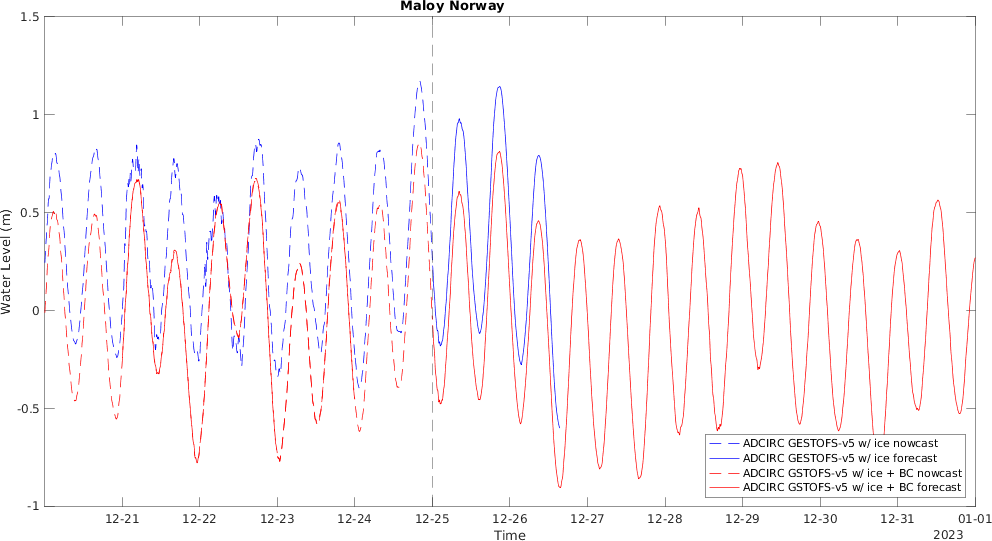 Maloy Norway
1.5
1
0.5
0
-0.5
-1
Water Level (m)
12-21 12-22 12-23 12-24 12-25 12-26 12-27 12-28 12-29 12-30 12-31 01-01
Time
2023
ADCIRC GESTOFS-v5 w/ ice nowcast
ADCIRC GESTOFS-v5 w/ ice forecast
ADCIRC GSTOFS-v5 w/ ice + BC nowcast
ADCIRC GSTOFS-v5 w/ ice + BC forecast